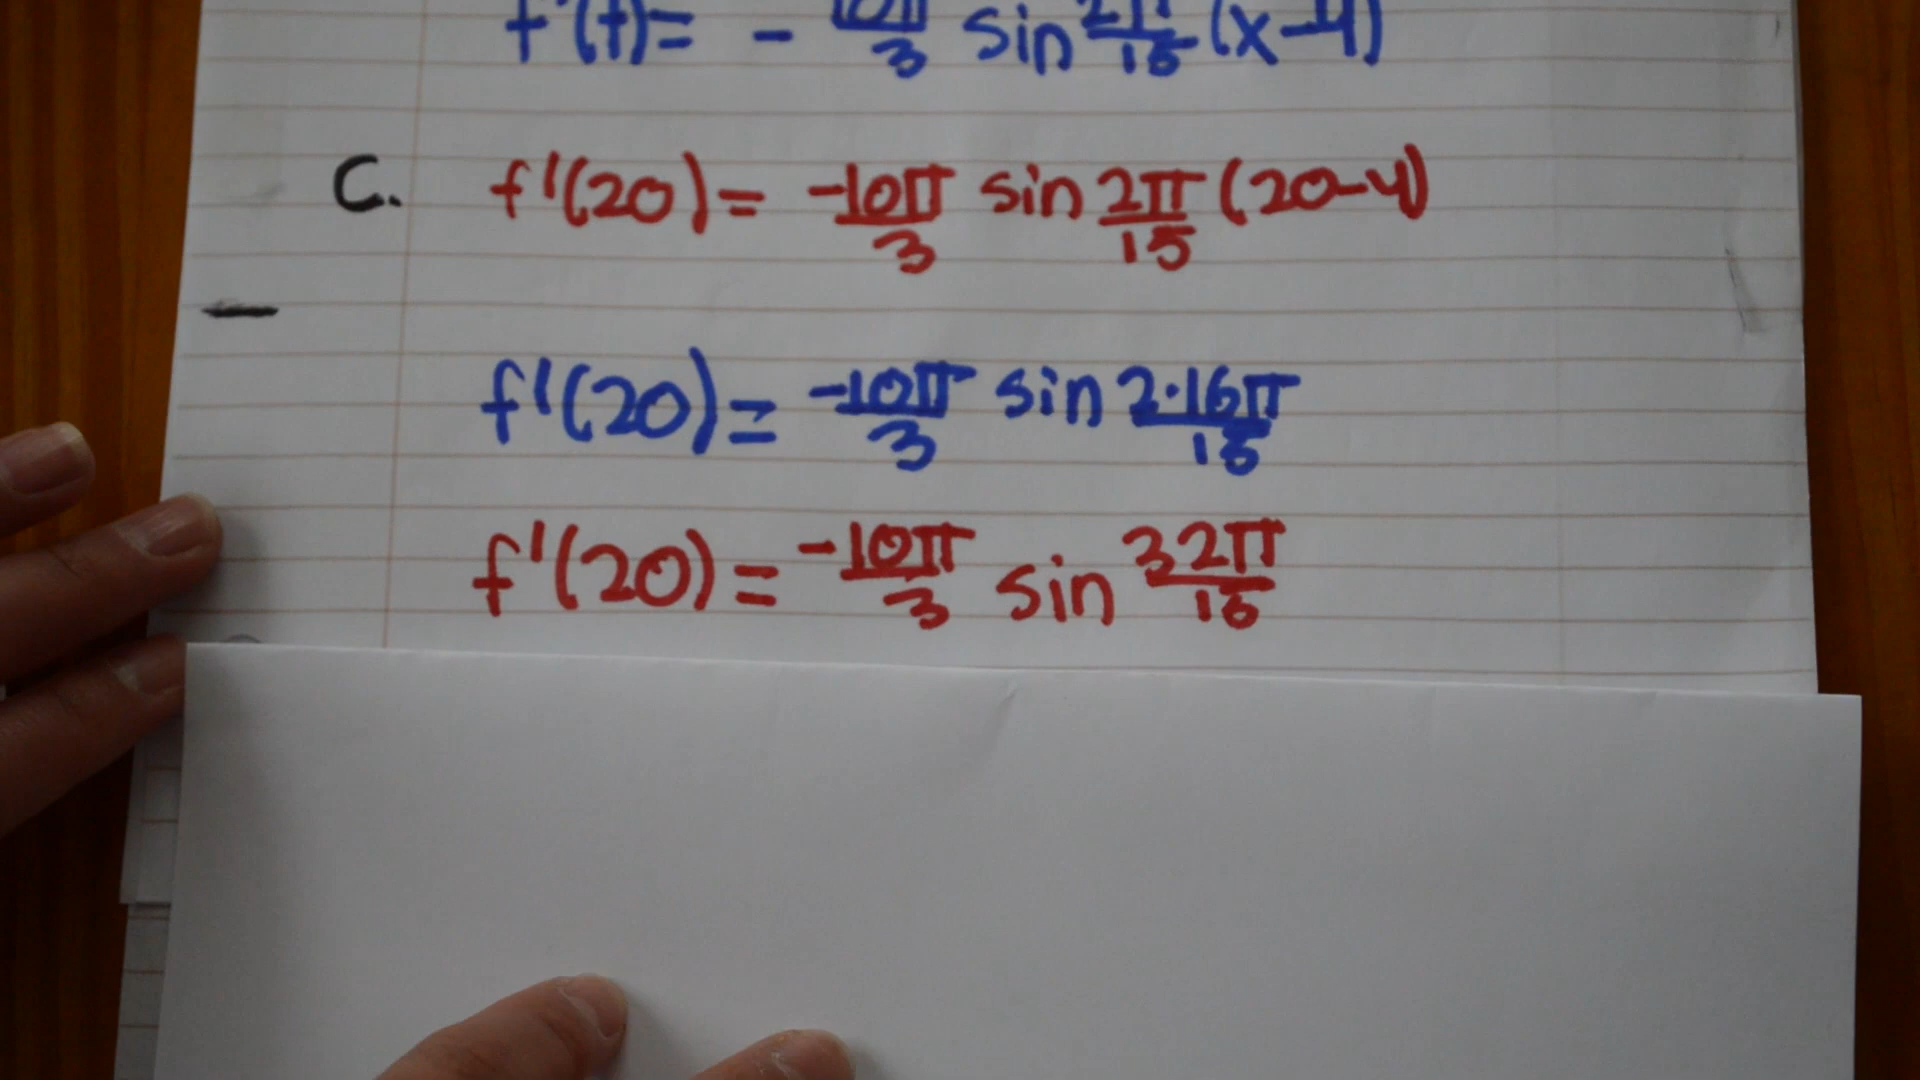 f'(t)= - 10π/3 sin 2π/15 (x-4)
C. f'(20)= -10π/3 sin 2π/15 (20-4)
f'(20)= -10π/3 sin 2·16π/15
f'(20)= -10π/3 sin 32π/15